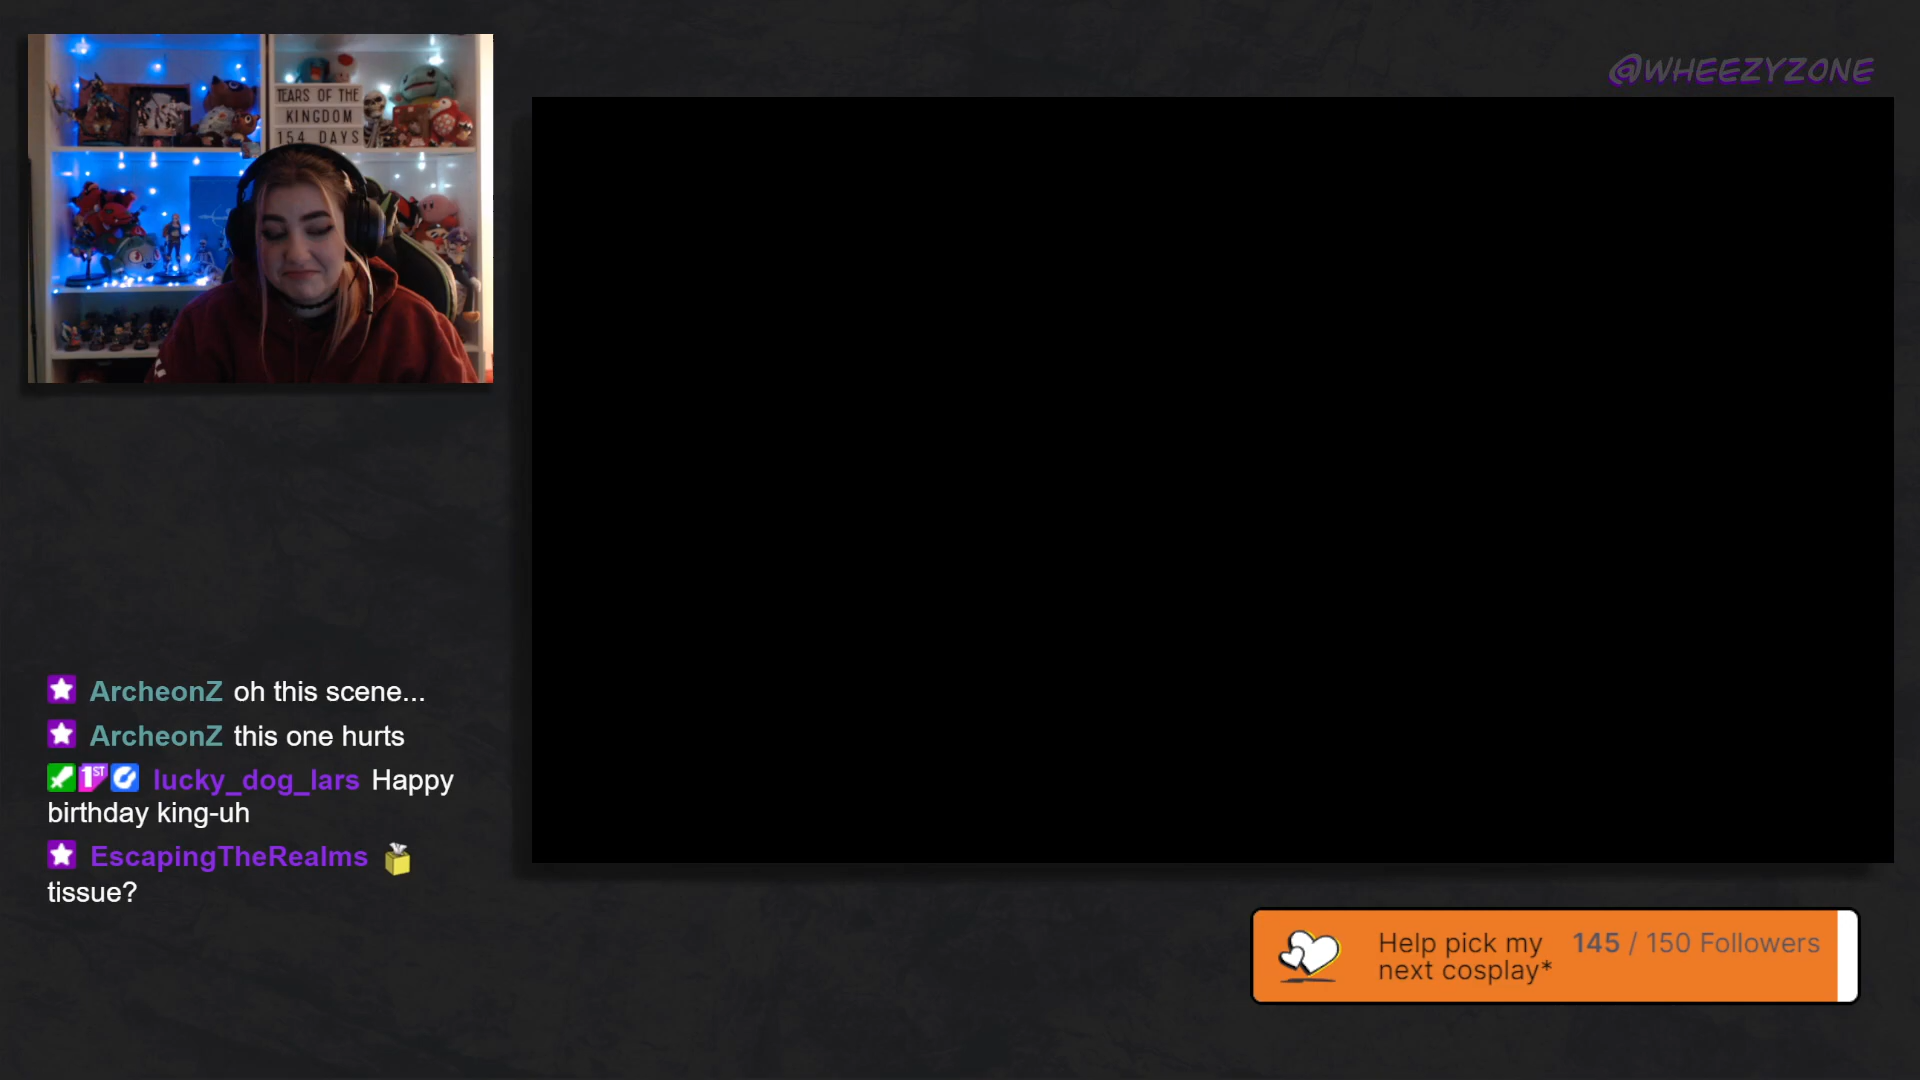 @WHEEZYZONE
TEARS OF THE
KINGDOM
154 DAYS
ArcheonZ oh this scene...
ArcheonZ this one hurts
1ST lucky_dog_lars Happy
birthday king-uh
EscapingTheRealms
tissue?
Help pick my
next cosplay*
145 / 150 Followers